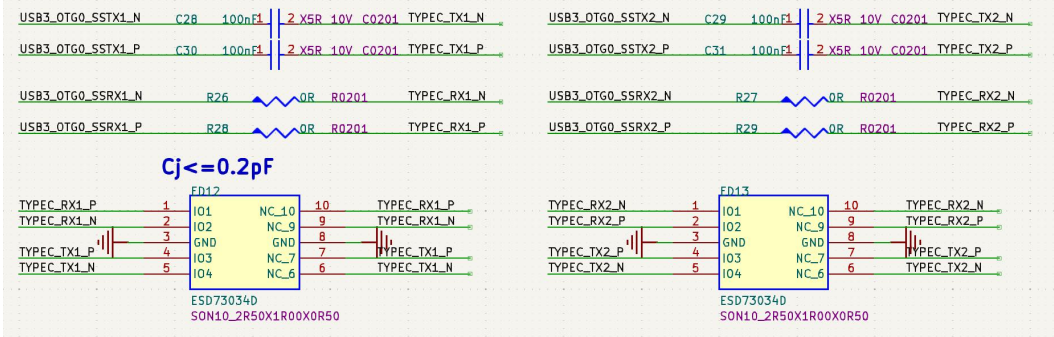 USB3_OTG0_SSTX1_N C28 100nF 1 2 X5R 10V C0201 TYPEC_TX1_N
USB3_OTG0_SSTX1_P C30 100nF 1 2 X5R 10V C0201 TYPEC_TX1_P
USB3_OTG0_SSRX1_N R26 0R R0201 TYPEC_RX1_N
USB3_OTG0_SSRX1_P R28 0R R0201 TYPEC_RX1_P
Cj<=0.2pF
ED12
TYPEC_RX1_P 1 IO1 NC_10 10 TYPEC_RX1_P
TYPEC_RX1_N 2 IO2 NC_9 9 TYPEC_RX1_N
3 GND GND 8
TYPEC_TX1_P 4 IO3 NC_7 7 TYPEC_TX1_P
TYPEC_TX1_N 5 IO4 NC_6 6 TYPEC_TX1_N
ESD73034D
SON10_2R50X1R00X0R50
USB3_OTG0_SSTX2_N C29 100nF 1 2 X5R 10V C0201 TYPEC_TX2_N
USB3_OTG0_SSTX2_P C31 100nF 1 2 X5R 10V C0201 TYPEC_TX2_P
USB3_OTG0_SSRX2_N R27 0R R0201 TYPEC_RX2_N
USB3_OTG0_SSRX2_P R29 0R R0201 TYPEC_RX2_P
ED13
TYPEC_RX2_N 1 IO1 NC_10 10 TYPEC_RX2_N
TYPEC_RX2_P 2 IO2 NC_9 9 TYPEC_RX2_P
3 GND GND 8
TYPEC_TX2_P 4 IO3 NC_7 7 TYPEC_TX2_P
TYPEC_TX2_N 5 IO4 NC_6 6 TYPEC_TX2_N
ESD73034D
SON10_2R50X1R00X0R50